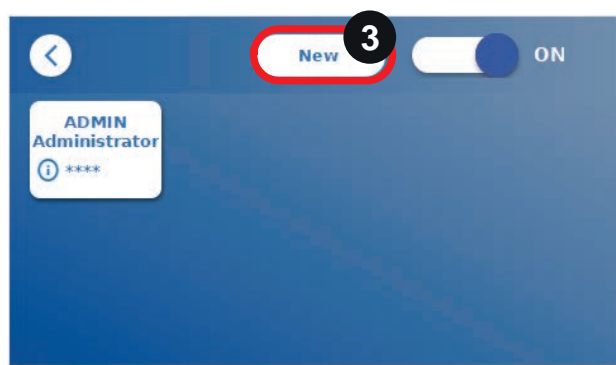 New
3
ON
ADMIN
Administrator
i ****